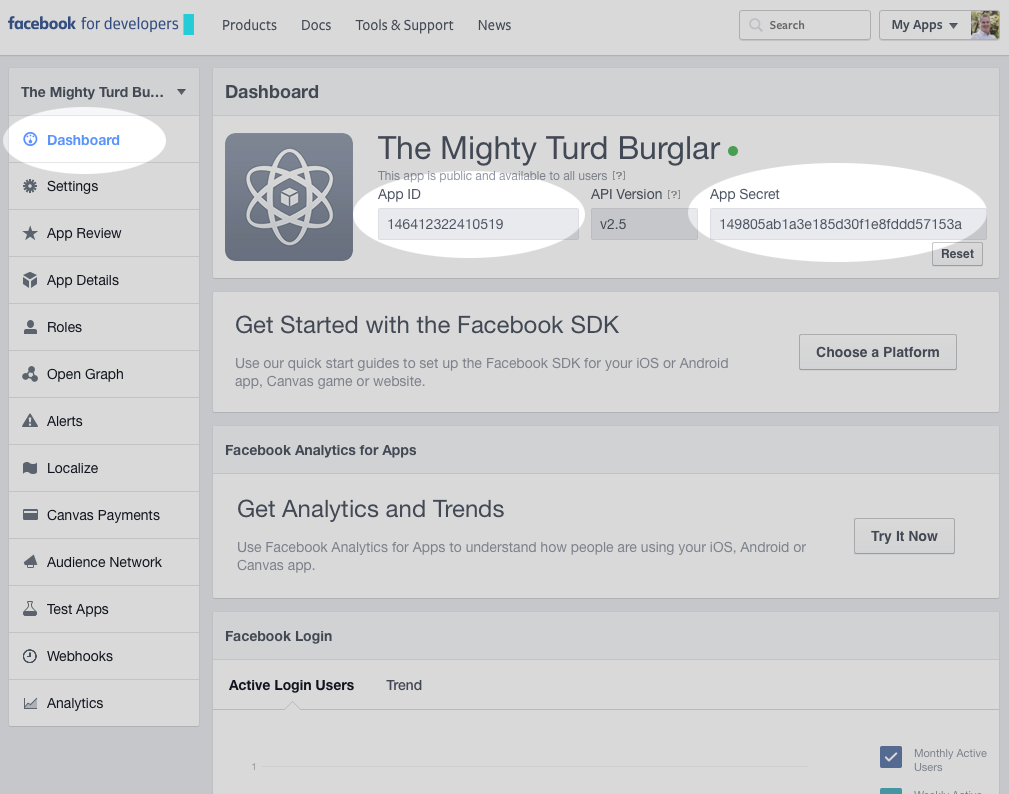 facebook for developers Products Docs Tools & Support News Search My Apps
The Mighty Turd Bu...
Dashboard
Settings
App Review
App Details
Roles
Open Graph
Alerts
Localize
Canvas Payments
Audience Network
Test Apps
Webhooks
Analytics
Dashboard
The Mighty Turd Burglar
This app is public and available to all users [?]
App ID API Version [?] App Secret
146412322410519 v2.5 149805ab1a3e185d30f1e8fddd57153a
Reset
Get Started with the Facebook SDK
Use our quick start guides to set up the Facebook SDK for your iOS or Android
app, Canvas game or website.
Choose a Platform
Facebook Analytics for Apps
Get Analytics and Trends
Use Facebook Analytics for Apps to understand how people are using your iOS, Android or
Canvas app.
Try It Now
Facebook Login
Active Login Users Trend
1
Monthly Active
Users
Weekly Active